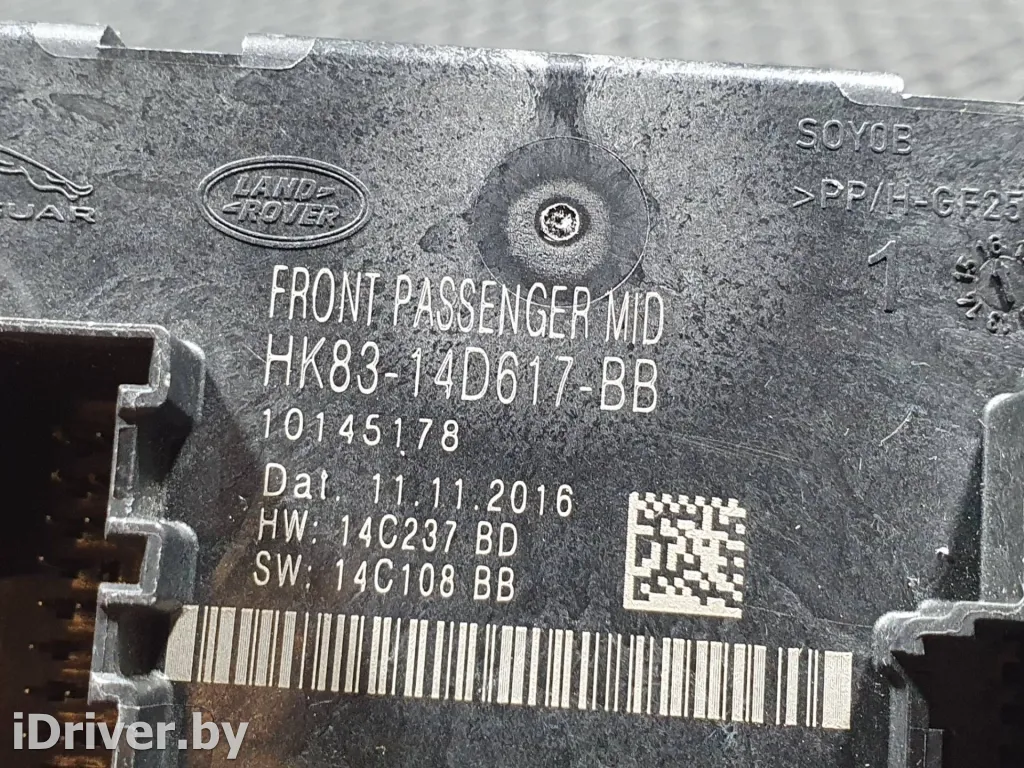 LAND
ROVER
SOYOB
>PP/H-GF25
1
FRONT PASSENGER MID
HK83-14D617-BB
10145178
Dat. 11.11.2016
HW: 14C237 BD
SW: 14C108 BB
iDriver.by